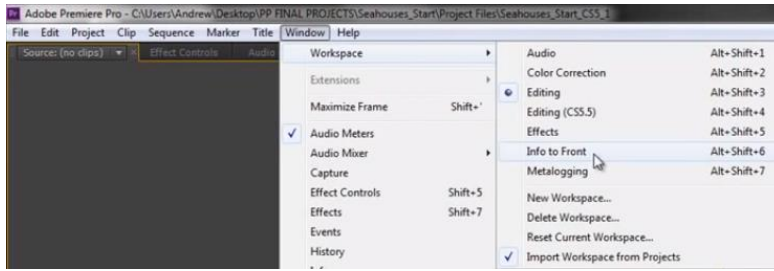 Pr Adobe Premiere Pro - C:\Users\Andrew\Desktop\PP FINAL PROJECTS\Seahouses_Start\Project Files\Seahouses_Start_CS5_1
File Edit Project Clip Sequence Marker Title Window Help
Source: (no clips) Effect Controls Audio
Workspace
Extensions
Maximize Frame Shift+'
Audio Meters
Audio Mixer
Capture
Effect Controls Shift+5
Effects Shift+7
Events
History
Audio Alt+Shift+1
Color Correction Alt+Shift+2
Editing Alt+Shift+3
Editing (CS5.5) Alt+Shift+4
Effects Alt+Shift+5
Info to Front Alt+Shift+6
Metalogging Alt+Shift+7
New Workspace...
Delete Workspace...
Reset Current Workspace...
Import Workspace from Projects